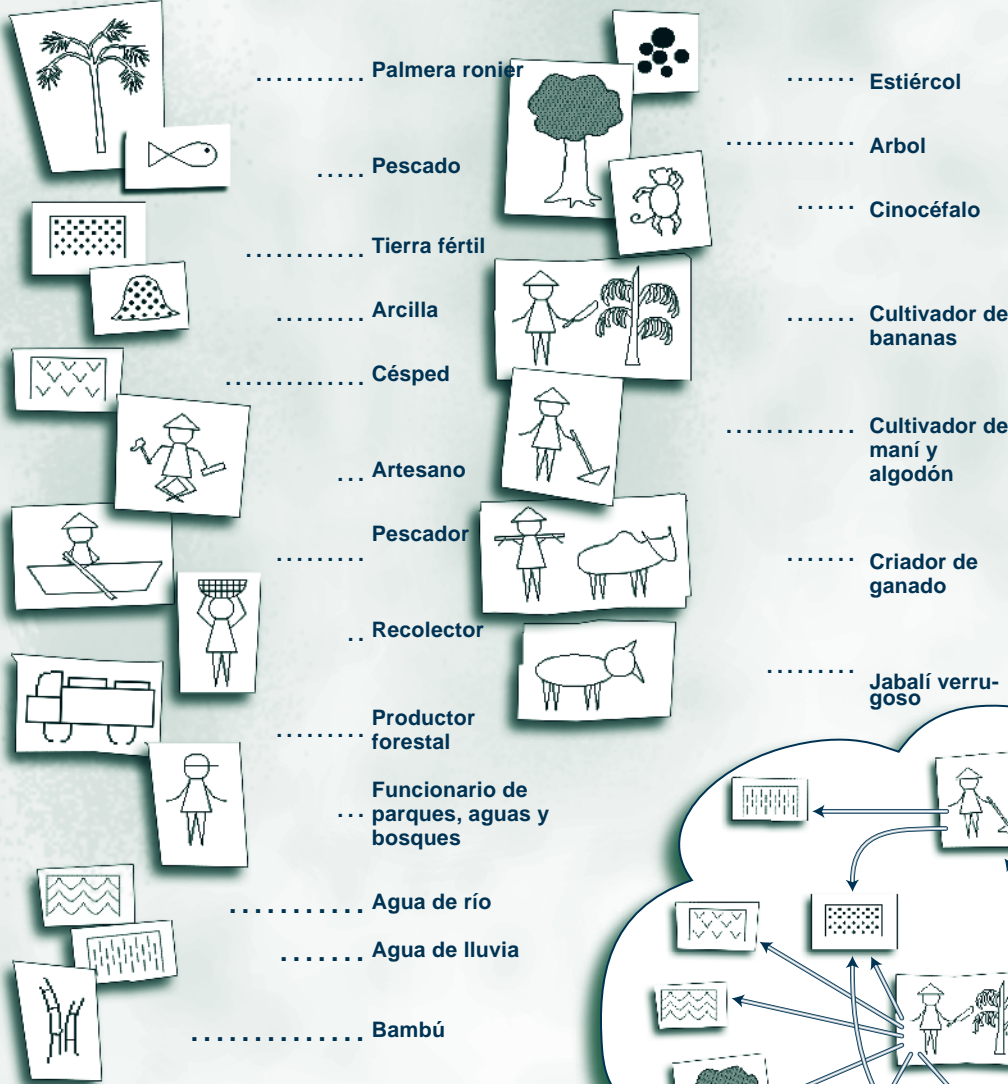 Palmera ronier
Pescado
Tierra fértil
Arcilla
Césped
Artesano
Pescador
Recolector
Productor
forestal
Funcionario de
parques, aguas y
bosques
Agua de río
Agua de lluvia
Bambú
Estiércol
Arbol
Cinocéfalo
Cultivador de
bananas
Cultivador de
maní y
algodón
Criador de
ganado
Jabalí verru-
goso